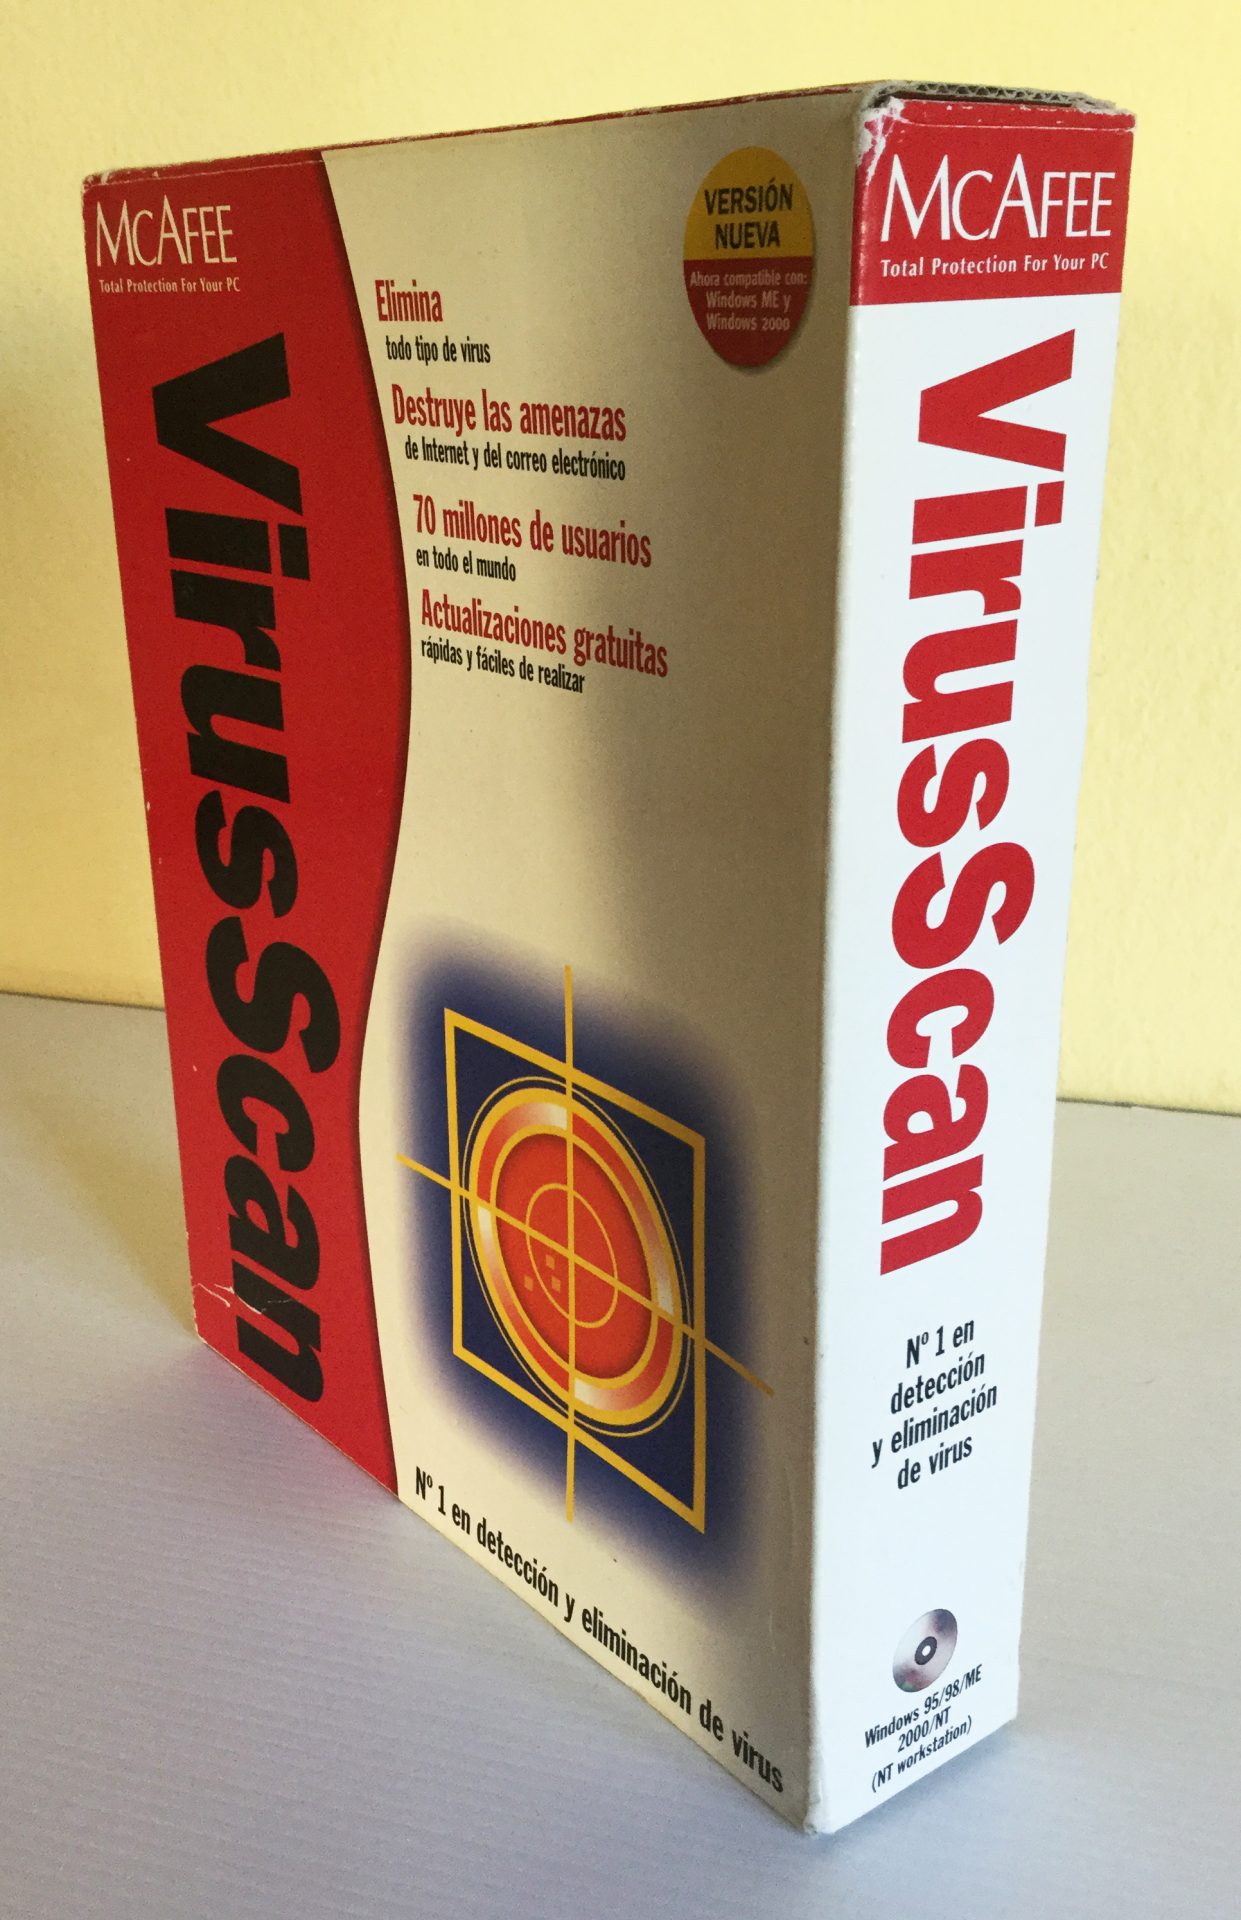 McAFEE
Total Protection For Your PC
VirusScan
Elimina
todo tipo de virus
Destruye las amenazas
de Internet y del correo electrónico
70 millones de usuarios
en todo el mundo
Actualizaciones gratuitas
rápidas y fáciles de realizar
VERSIÓN
NUEVA
Ahora compatible con:
Windows ME y
Windows 2000
Nº 1 en detección y eliminación de virus
McAFEE
Total Protection For Your PC
VirusScan
Nº 1 en
detección
y eliminación
de virus
Windows 95/98/ME
2000/NT
(NT workstation)